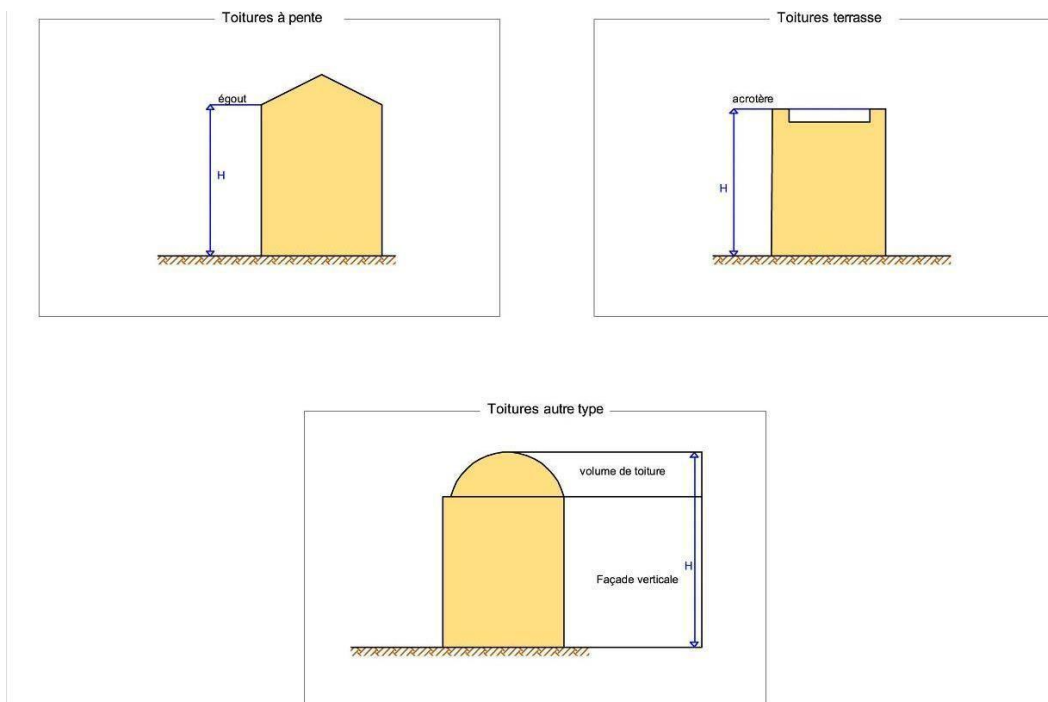 Toitures à pente
égout
H
Toitures terrasse
acrotère
H
Toitures autre type
volume de toiture
H
Façade verticale